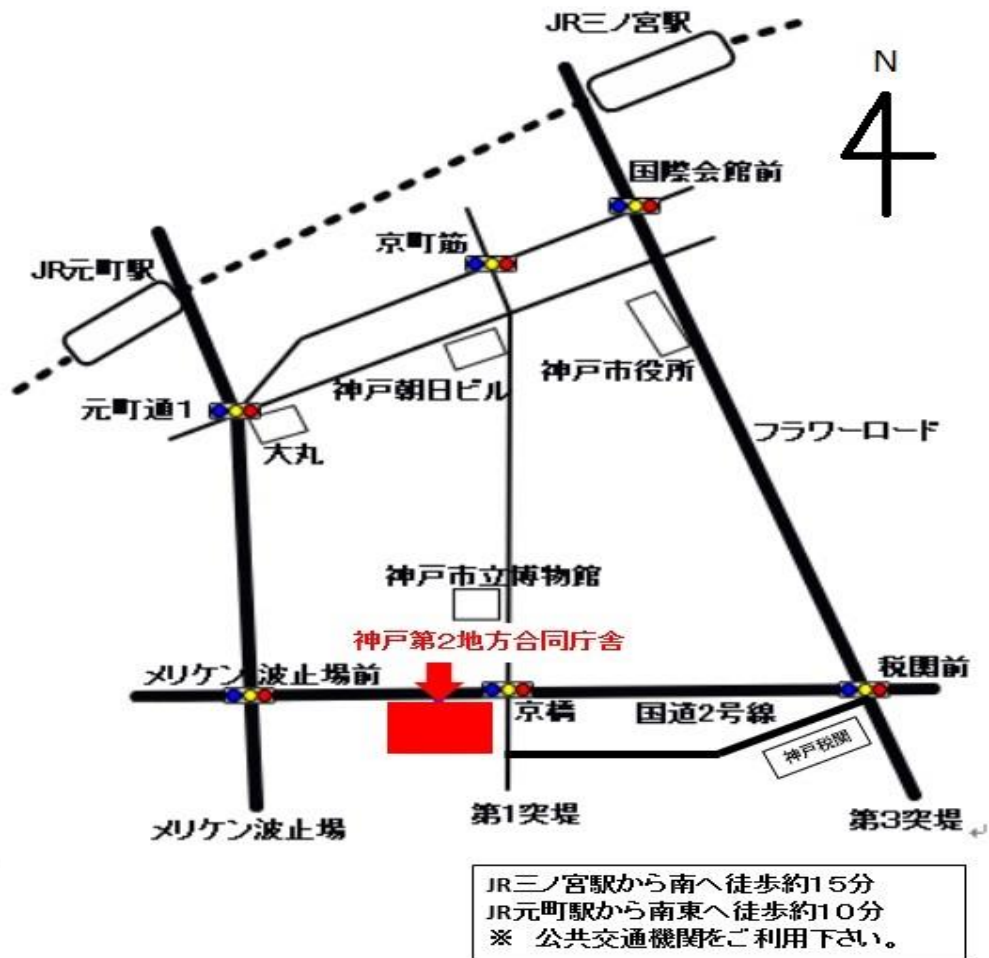 JR三ノ宮駅
N
国際会館前
京町筋
JR元町駅
神戸市役所
神戸朝日ビル
元町通1
フラワーロード
大丸
神戸市立博物館
神戸第2地方合同庁舎
メリケン波止場前
税関前
京橋
国道2号線
神戸税関
第1突堤
第3突堤
メリケン波止場
JR三ノ宮駅から南へ徒歩約15分
JR元町駅から南東へ徒歩約10分
※ 公共交通機関をご利用下さい。